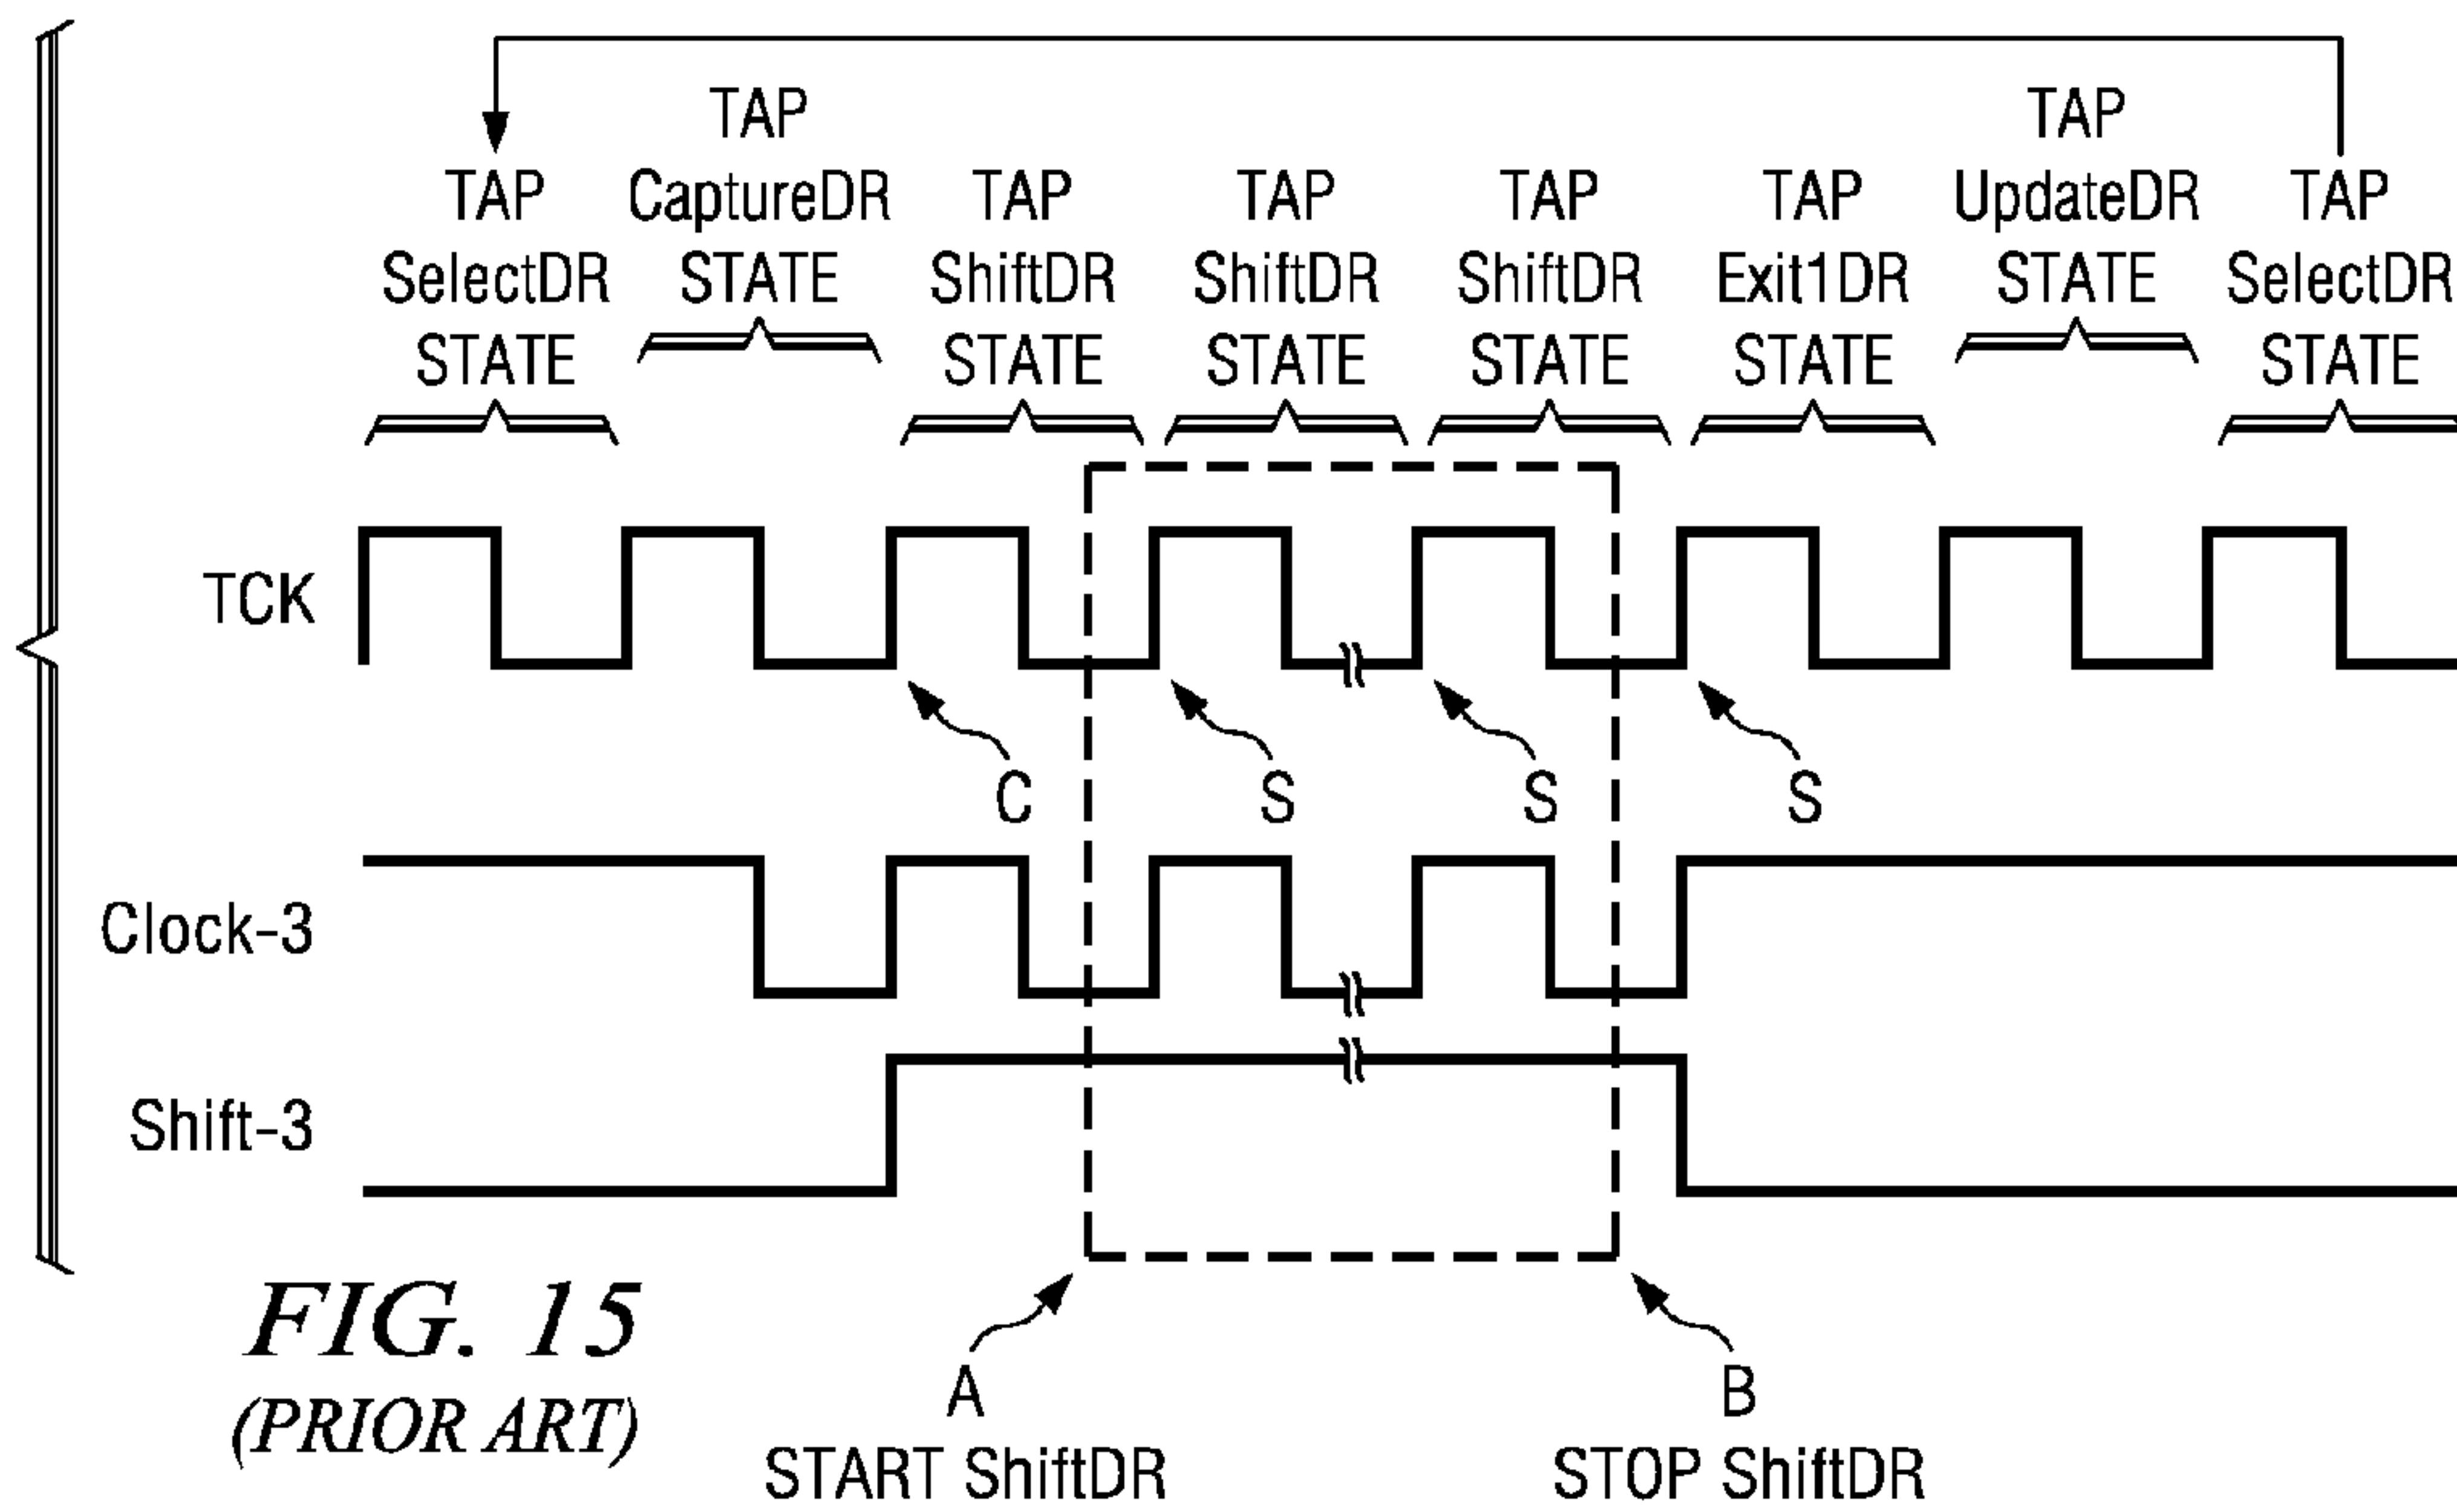 TAP TAP
TAP CaptureDR TAP TAP TAP TAP UpdateDR TAP
SelectDR STATE ShiftDR ShiftDR ShiftDR Exit1DR STATE SelectDR
STATE STATE STATE STATE STATE STATE
TCK
C S S S
Clock-3
Shift-3
FIG. 15
(PRIOR ART)
A
START ShiftDR
B
STOP ShiftDR